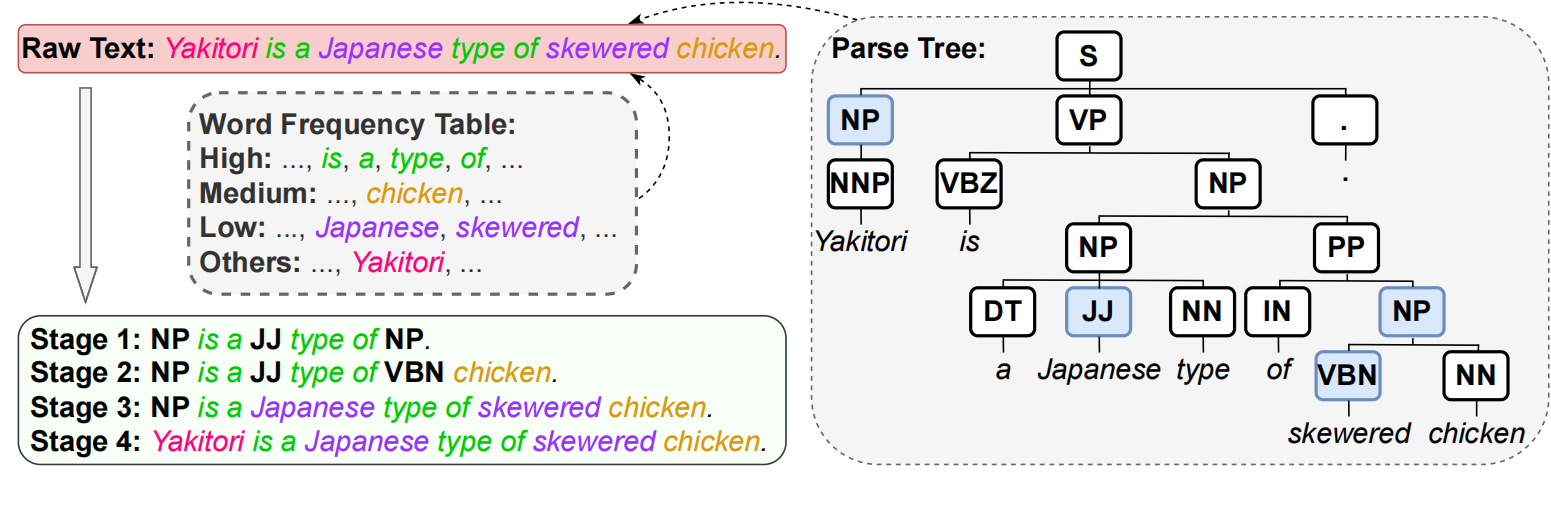 Raw Text: Yakitori is a Japanese type of skewered chicken.
Word Frequency Table:
High: ..., is, a, type, of, ...
Medium: ..., chicken, ...
Low: ..., Japanese, skewered, ...
Others: ..., Yakitori, ...
Stage 1: NP is a JJ type of NP.
Stage 2: NP is a JJ type of VBN chicken.
Stage 3: NP is a Japanese type of skewered chicken.
Stage 4: Yakitori is a Japanese type of skewered chicken.
Parse Tree:
S
NP VP .
NNP VBZ NP .
Yakitori is NP PP
DT JJ NN IN NP
a Japanese type of VBN NN
skewered chicken